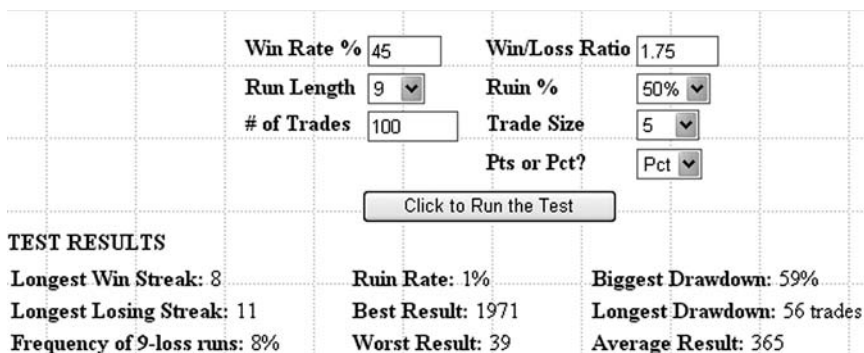 Win Rate % 45 Win/Loss Ratio 1.75
Run Length 9 Ruin % 50%
# of Trades 100 Trade Size 5
Pts or Pct? Pct
Click to Run the Test
TEST RESULTS
Longest Win Streak: 8 Ruin Rate: 1% Biggest Drawdown: 59%
Longest Losing Streak: 11 Best Result: 1971 Longest Drawdown: 56 trades
Frequency of 9-loss runs: 8% Worst Result: 39 Average Result: 365